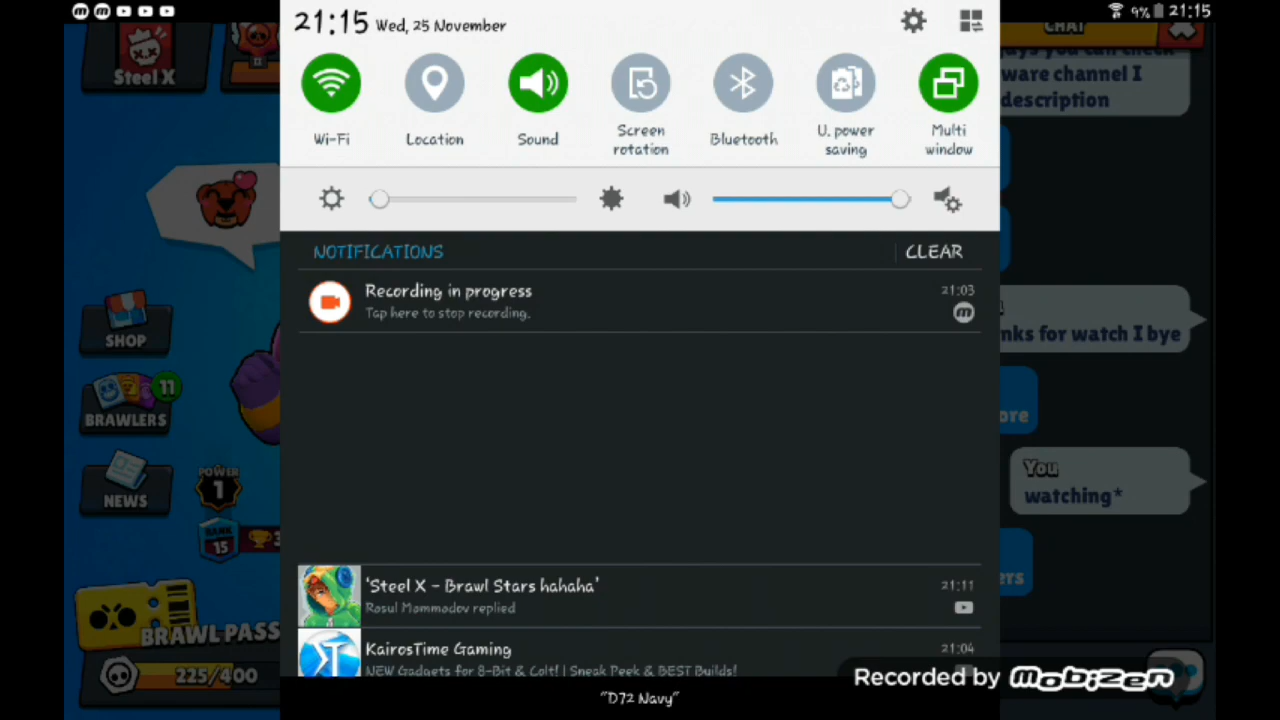 21:15 Wed, 25 November
9% 21:15
Steel X
CHAT
ware channel I
description
Wi-Fi
Location
Sound
Screen
rotation
Bluetooth
U. power
saving
Multi
window
NOTIFICATIONS
CLEAR
Recording in progress
21:03
Tap here to stop recording.
nks for watch I bye
SHOP
11
BRAWLERS
ore
You
watching*
NEWS
POWER
1
RANK
15
ers
'Steel X - Brawl Stars hahaha'
21:11
Rasul Mammadov replied
BRAWL PASS
KairosTime Gaming
21:04
NEW Gadgets for 8-Bit & Colt! | Sneak Peek & BEST Builds!
225/400
Recorded by mobizen
"D72 Navy"